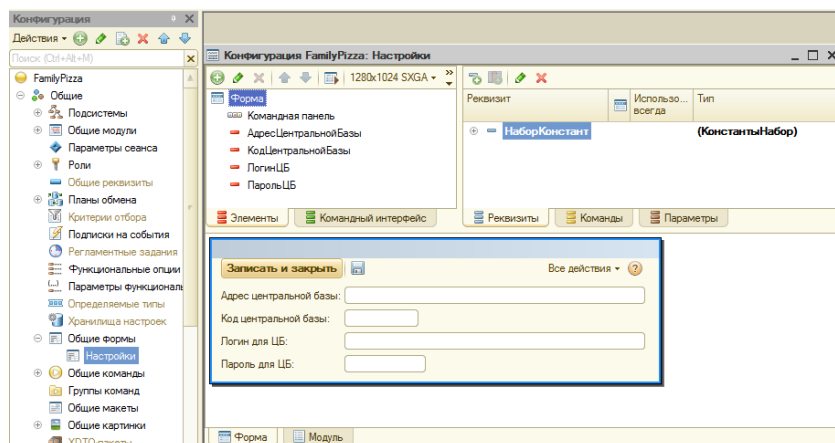 Конфигурация
Действия
Поиск (Ctrl+Alt+M)
FamilyPizza
Общие
Подсистемы
Общие модули
Параметры сеанса
Роли
Общие реквизиты
Планы обмена
Критерии отбора
Подписки на события
Регламентные задания
Функциональные опции
Параметры функциональ
Определяемые типы
Хранилища настроек
Общие формы
Настройки
Общие команды
Группы команд
Общие макеты
Общие картинки
XDTO-пакеты
Конфигурация FamilyPizza: Настройки
1280x1024 SXGA
Форма
Командная панель
АдресЦентральнойБазы
КодЦентральнойБазы
ЛогинЦБ
ПарольЦБ
Элементы
Командный интерфейс
Реквизит
Использо...
всегда
Тип
НаборКонстант
(КонстантыНабор)
Реквизиты
Команды
Параметры
Записать и закрыть
Все действия
Адрес центральной базы:
Код центральной базы:
Логин для ЦБ:
Пароль для ЦБ:
Форма
Модуль